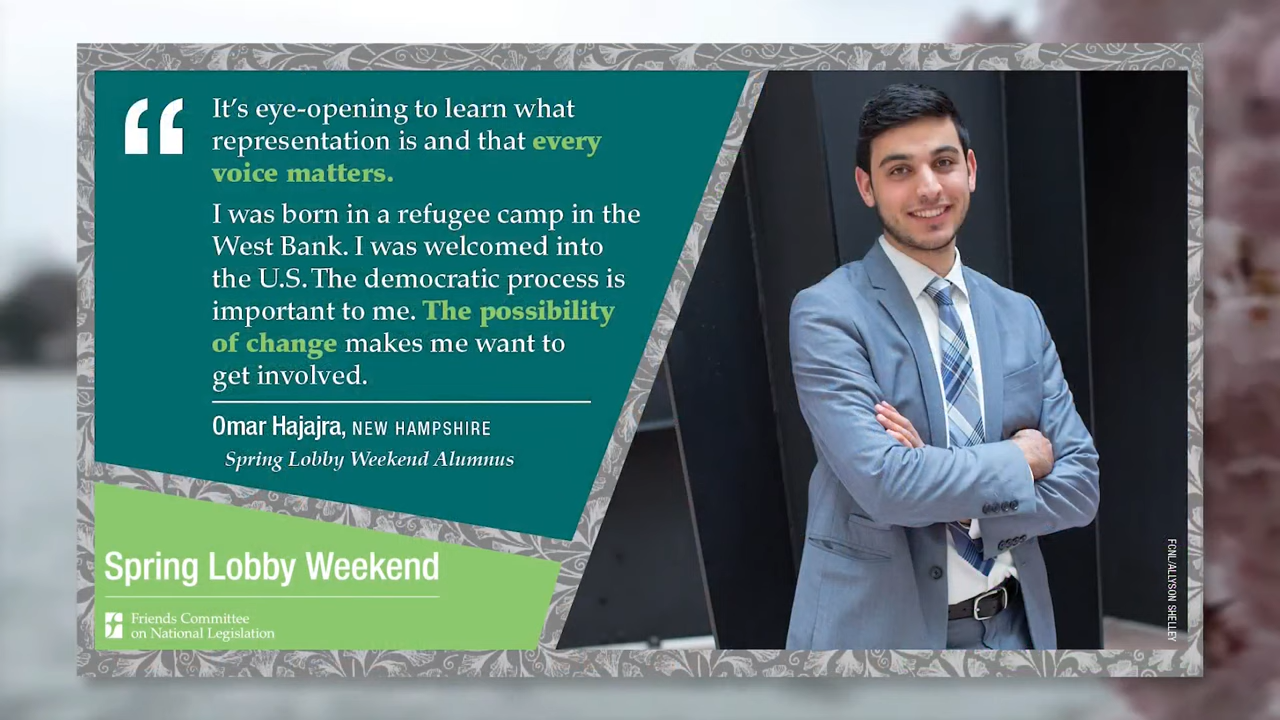 “
It’s eye-opening to learn what
representation is and that every
voice matters.
I was born in a refugee camp in the
West Bank. I was welcomed into
the U.S. The democratic process is
important to me. The possibility
of change makes me want to
get involved.
Omar Hajajra, NEW HAMPSHIRE
Spring Lobby Weekend Alumnus
Spring Lobby Weekend
Friends Committee
on National Legislation
FCNL/ALLYSON SHELLEY